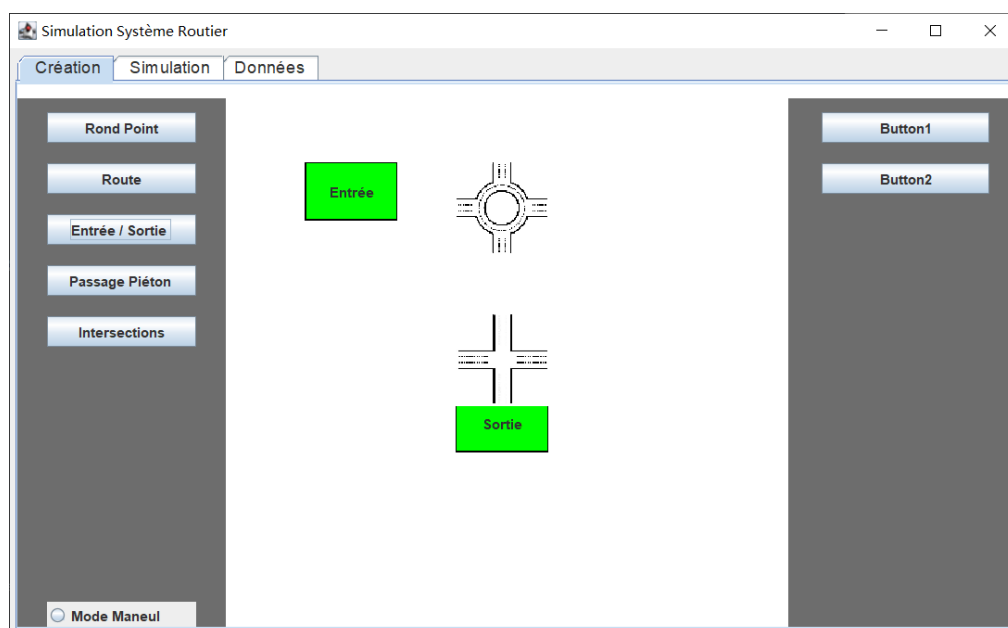 Simulation Système Routier
Création Simulation Données
Rond Point
Route
Entrée / Sortie
Passage Piéton
Intersections
Mode Maneul
Entrée
Sortie
Button1
Button2